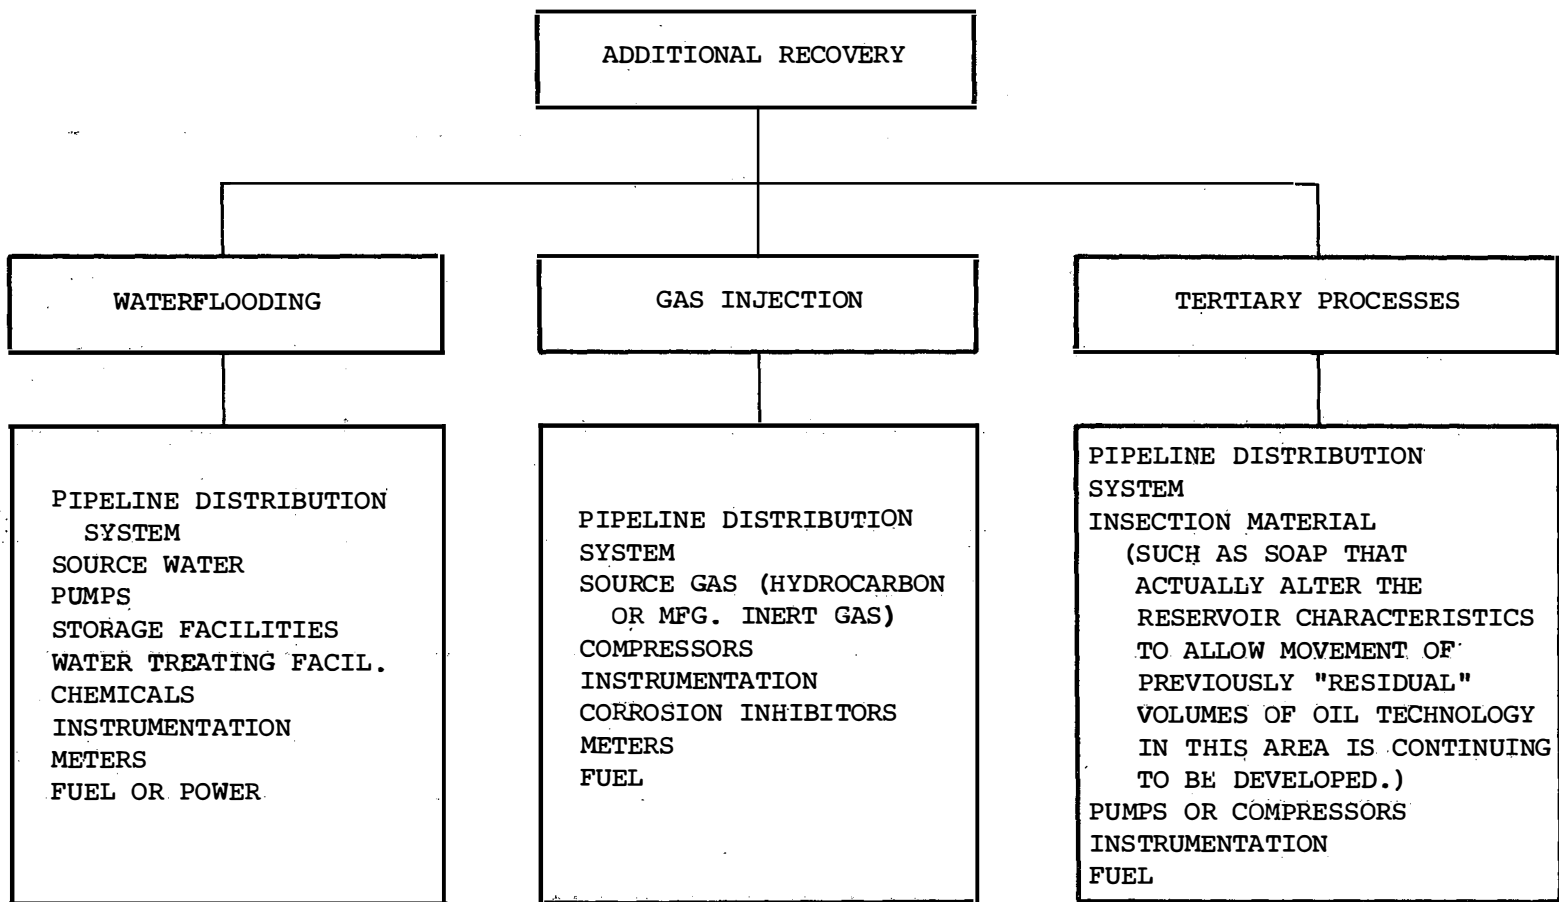 ADDITIONAL RECOVERY
WATERFLOODING
GAS INJECTION
TERTIARY PROCESSES
PIPELINE DISTRIBUTION
SYSTEM
SOURCE WATER
PUMPS
STORAGE FACILITIES
WATER TREATING FACIL.
CHEMICALS
INSTRUMENTATION
METERS
FUEL OR POWER
PIPELINE DISTRIBUTION
SYSTEM
SOURCE GAS (HYDROCARBON
OR MFG. INERT GAS)
COMPRESSORS
INSTRUMENTATION
CORROSION INHIBITORS
METERS
FUEL
PIPELINE DISTRIBUTION
SYSTEM
INSECTION MATERIAL
(SUCH AS SOAP THAT
ACTUALLY ALTER THE
RESERVOIR CHARACTERISTICS
TO ALLOW MOVEMENT OF
PREVIOUSLY "RESIDUAL"
VOLUMES OF OIL TECHNOLOGY
IN THIS AREA IS CONTINUING
TO BE DEVELOPED.)
PUMPS OR COMPRESSORS
INSTRUMENTATION
FUEL